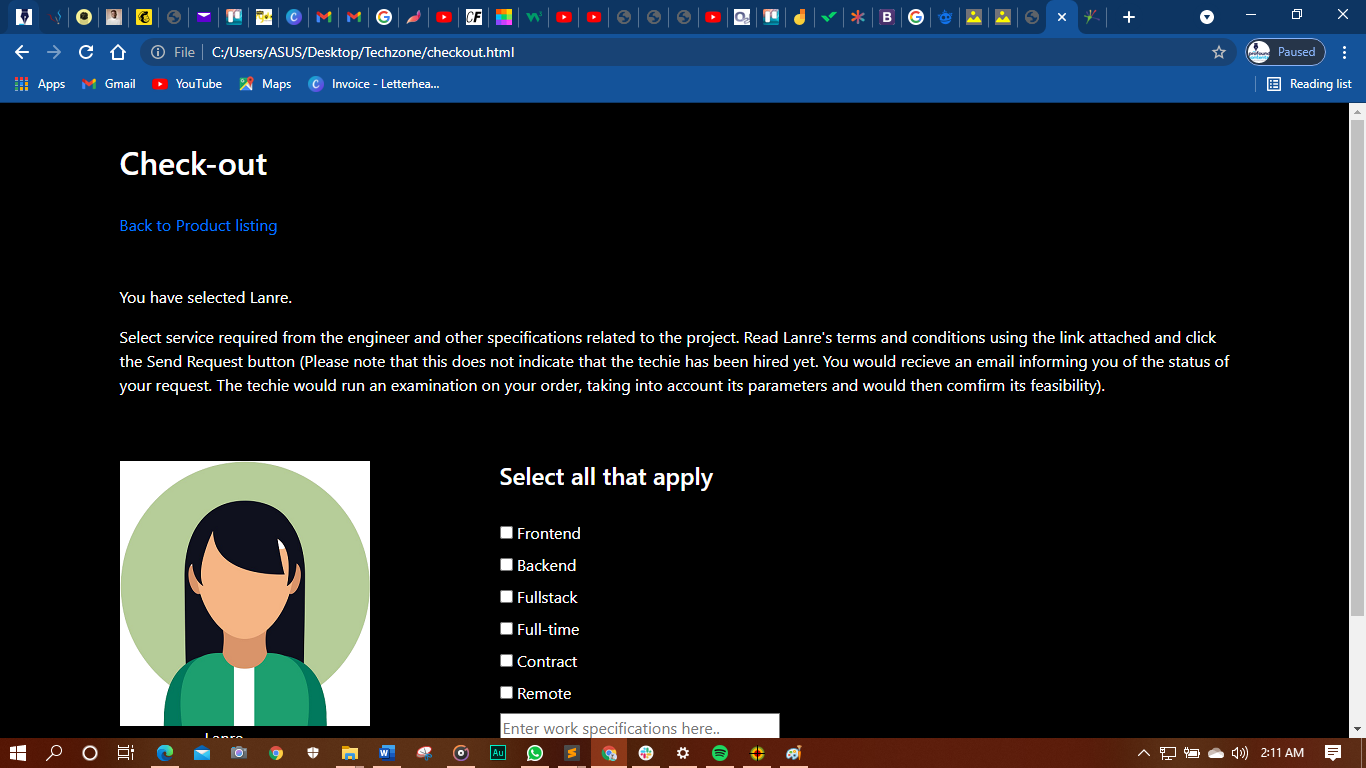 File
C:/Users/ASUS/Desktop/Techzone/checkout.html
Paused
Apps
Gmail
YouTube
Maps
Invoice - Letterhea...
Reading list
Check-out
Back to Product listing
You have selected Lanre.
Select service required from the engineer and other specifications related to the project. Read Lanre's terms and conditions using the link attached and click
the Send Request button (Please note that this does not indicate that the techie has been hired yet. You would recieve an email informing you of the status of
your request. The techie would run an examination on your order, taking into account its parameters and would then comfirm its feasibility).
Select all that apply
Frontend
Backend
Fullstack
Full-time
Contract
Remote
Enter work specifications here..
Lanre
2:11 AM